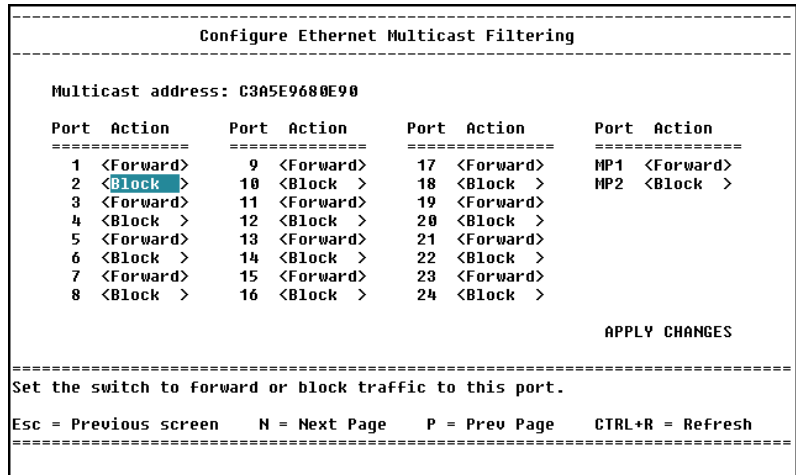 --------------------------------------------------------------------------------
Configure Ethernet Multicast Filtering
--------------------------------------------------------------------------------
Multicast address: C3A5E9680E90
Port Action Port Action Port Action Port Action
============== ============== =============== ===============
1 <Forward> 9 <Forward> 17 <Forward> MP1 <Forward>
2 <Block > 10 <Block > 18 <Block > MP2 <Block >
3 <Forward> 11 <Forward> 19 <Forward>
4 <Block > 12 <Block > 20 <Block >
5 <Forward> 13 <Forward> 21 <Forward>
6 <Block > 14 <Block > 22 <Block >
7 <Forward> 15 <Forward> 23 <Forward>
8 <Block > 16 <Block > 24 <Block >
APPLY CHANGES
================================================================================
Set the switch to forward or block traffic to this port.
Esc = Previous screen N = Next Page P = Prev Page CTRL+R = Refresh
================================================================================